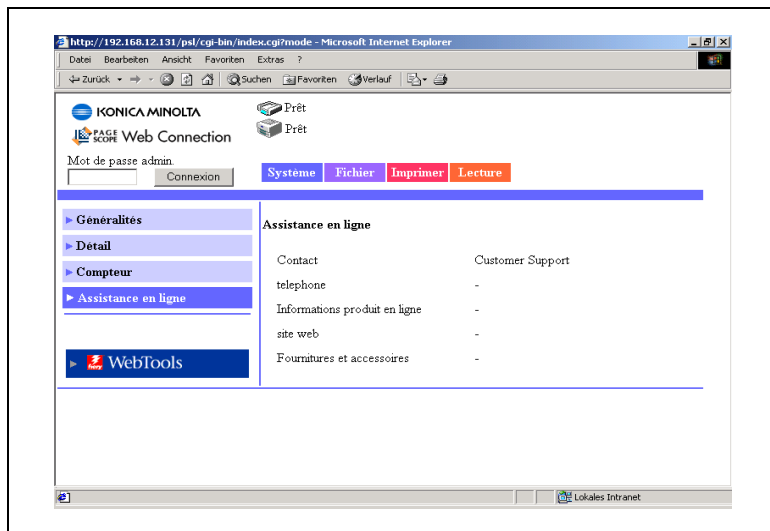 http://192.168.12.131/psl/cgi-bin/index.cgi?mode - Microsoft Internet Explorer
Datei Bearbeiten Ansicht Favoriten Extras ?
Zurück Suchen Favoriten Verlauf
KONICA MINOLTA
Prêt
PAGE SCOPE Web Connection
Prêt
Mot de passe admin.
Connexion
Système Fichier Imprimer Lecture
Généralités
Détail
Compteur
Assistance en ligne
fiery WebTools
Assistance en ligne
Contact Customer Support
telephone -
Informations produit en ligne -
site web -
Fournitures et accessoires -
Lokales Intranet